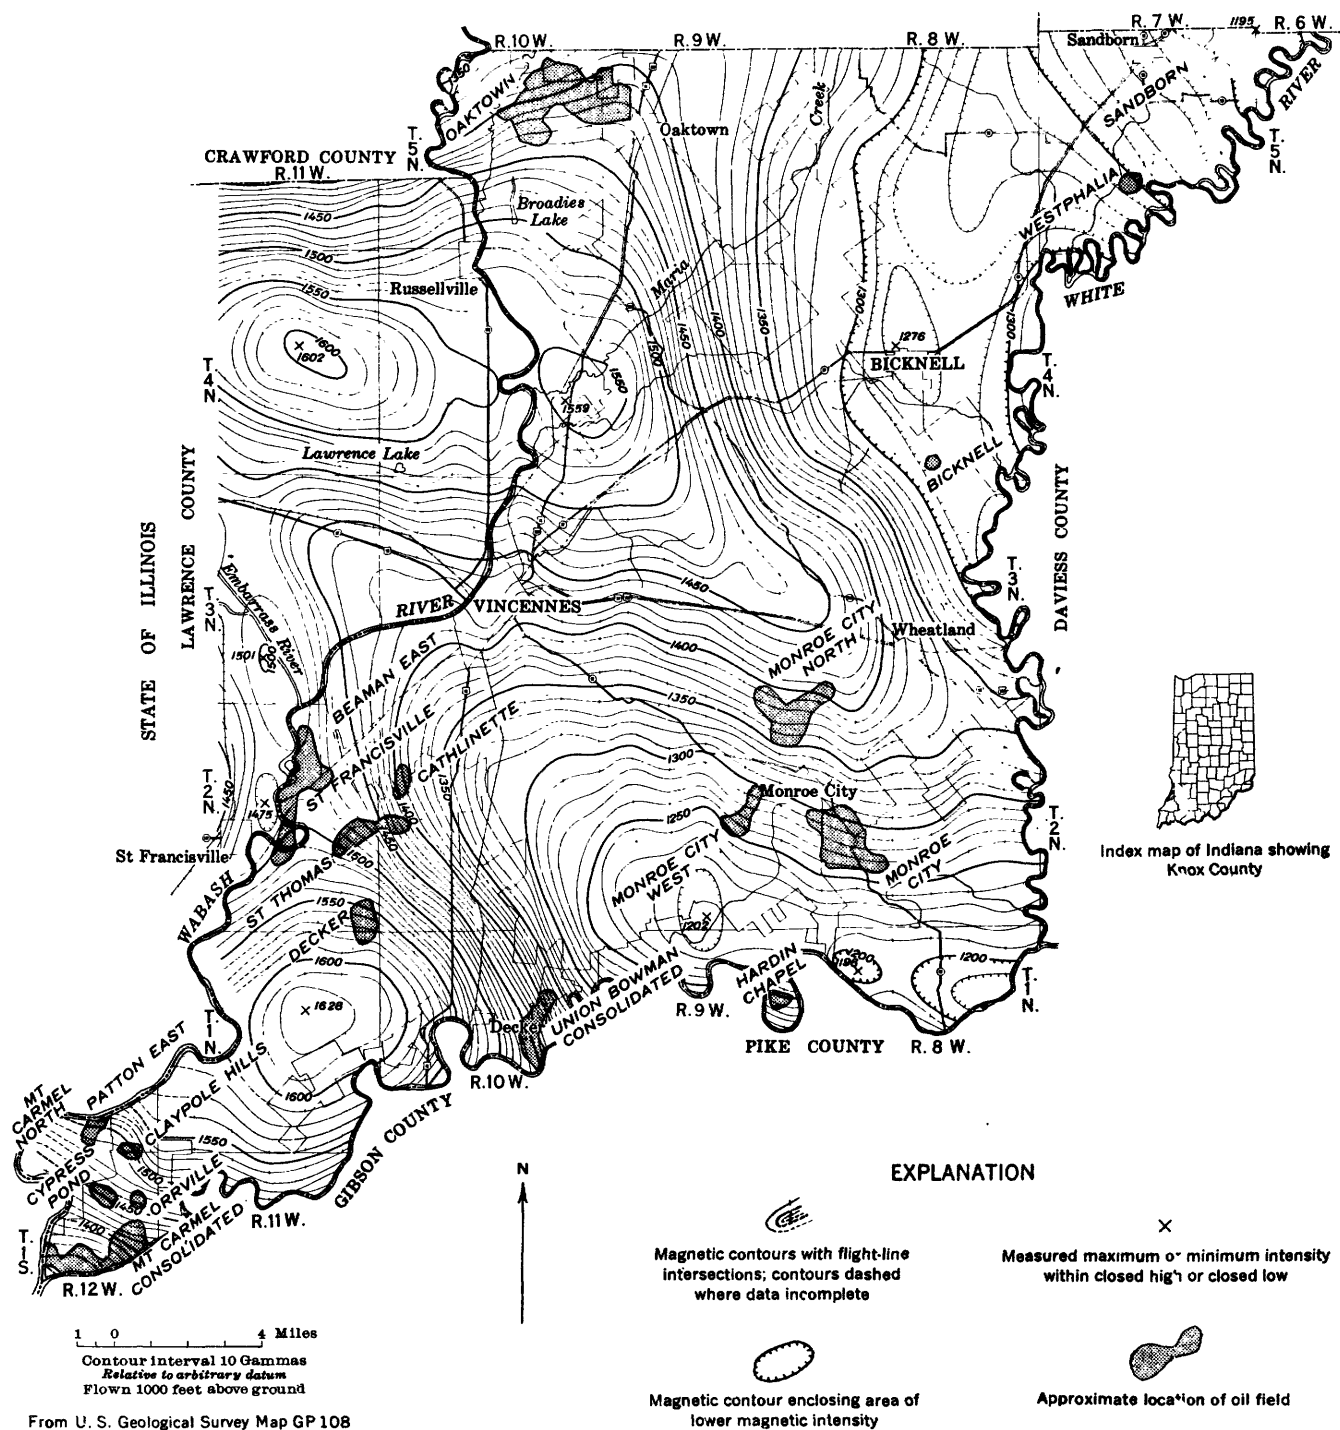 R.10 W.
R.9 W.
R. 8 W.
R. 7 W.
1195
R. 6 W.
Sandborn
RIVER
1350
OAKTOWN
SANDBORN
Creek
Oaktown
T.
5
N.
T.
5
N.
CRAWFORD COUNTY
R.11 W.
WESTPHALIA
1450
Broadies
Lake
1500
Maria
Russellville
WHITE
1550
1300
1300
1350
1400
1450
1500
1276
1600
1602
BICKNELL
T.
4
N.
T.
4
N.
1550
1559
Lawrence Lake
BICKNELL
STATE OF ILLINOIS
LAWRENCE COUNTY
DAVIESS COUNTY
Embarrass River
T.
3
N.
T.
3
N.
1450
RIVER
VINCENNES
MONROE CITY
NORTH
Wheatland
1400
1501
1500
BEAMAN EAST
1350
ST FRANCISVILLE
CATHLINETTE
1300
1350
T.
2
N.
1450
1475
Monroe City
1400
1450
T.
2
N.
1250
St Francisville
1500
ST THOMAS
MONROE CITY
WEST
MONROE
CITY
Index map of Indiana showing
Knox County
WABASH
1550
DECKER
1202
1600
1200
1198
1200
UNION BOWMAN
CONSOLIDATED
HARDIN
CHAPEL
R.9 W.
T.
1
N.
1628
Decker
T.
1
N.
PIKE COUNTY
R. 8 W.
R.10 W.
PATTON EAST
MT
CARMEL
NORTH
CLAYPOLE HILLS
1600
GIBSON COUNTY
1550
1500
CYPRESS
POND
ORRVILLE
1450
1400
MT CARMEL
CONSOLIDATED
R.11 W.
T.
1
S.
R.12 W.
N
EXPLANATION
Magnetic contours with flight-line
intersections; contours dashed
where data incomplete
Measured maximum or minimum intensity
within closed high or closed low
1 0 4 Miles
Contour interval 10 Gammas
Relative to arbitrary datum
Flown 1000 feet above ground
Magnetic contour enclosing area of
lower magnetic intensity
Approximate location of oil field
From U. S. Geological Survey Map GP 108